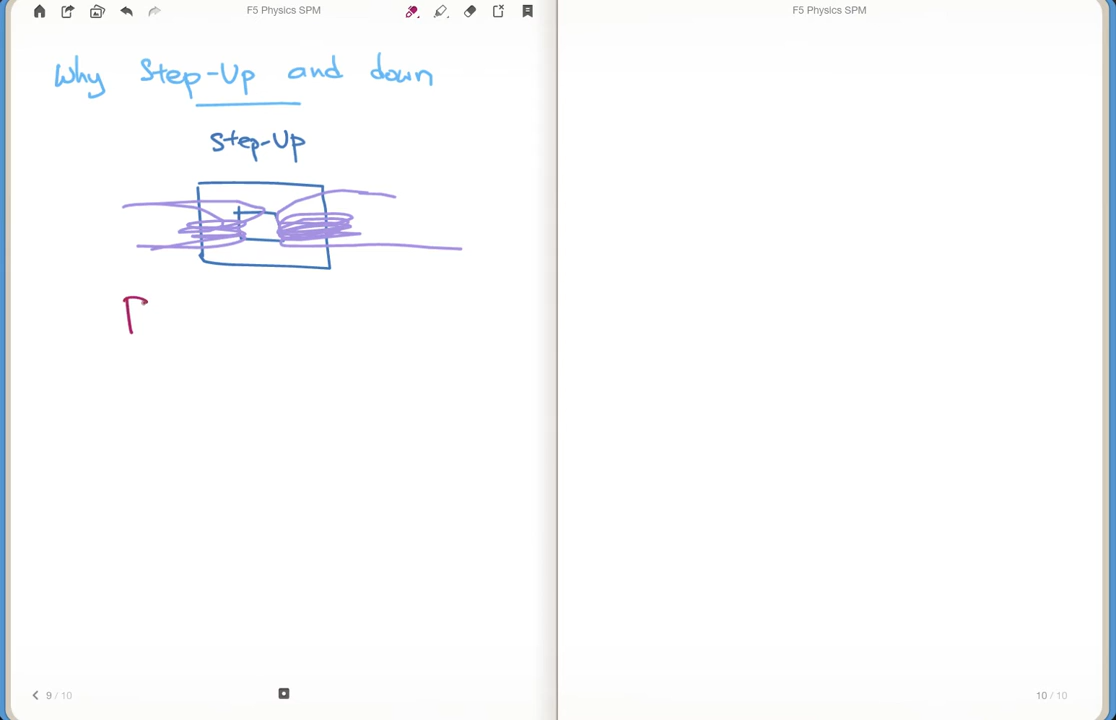 F5 Physics SPM
F5 Physics SPM
Why Step-Up and down
Step-Up
9 / 10
10 / 10